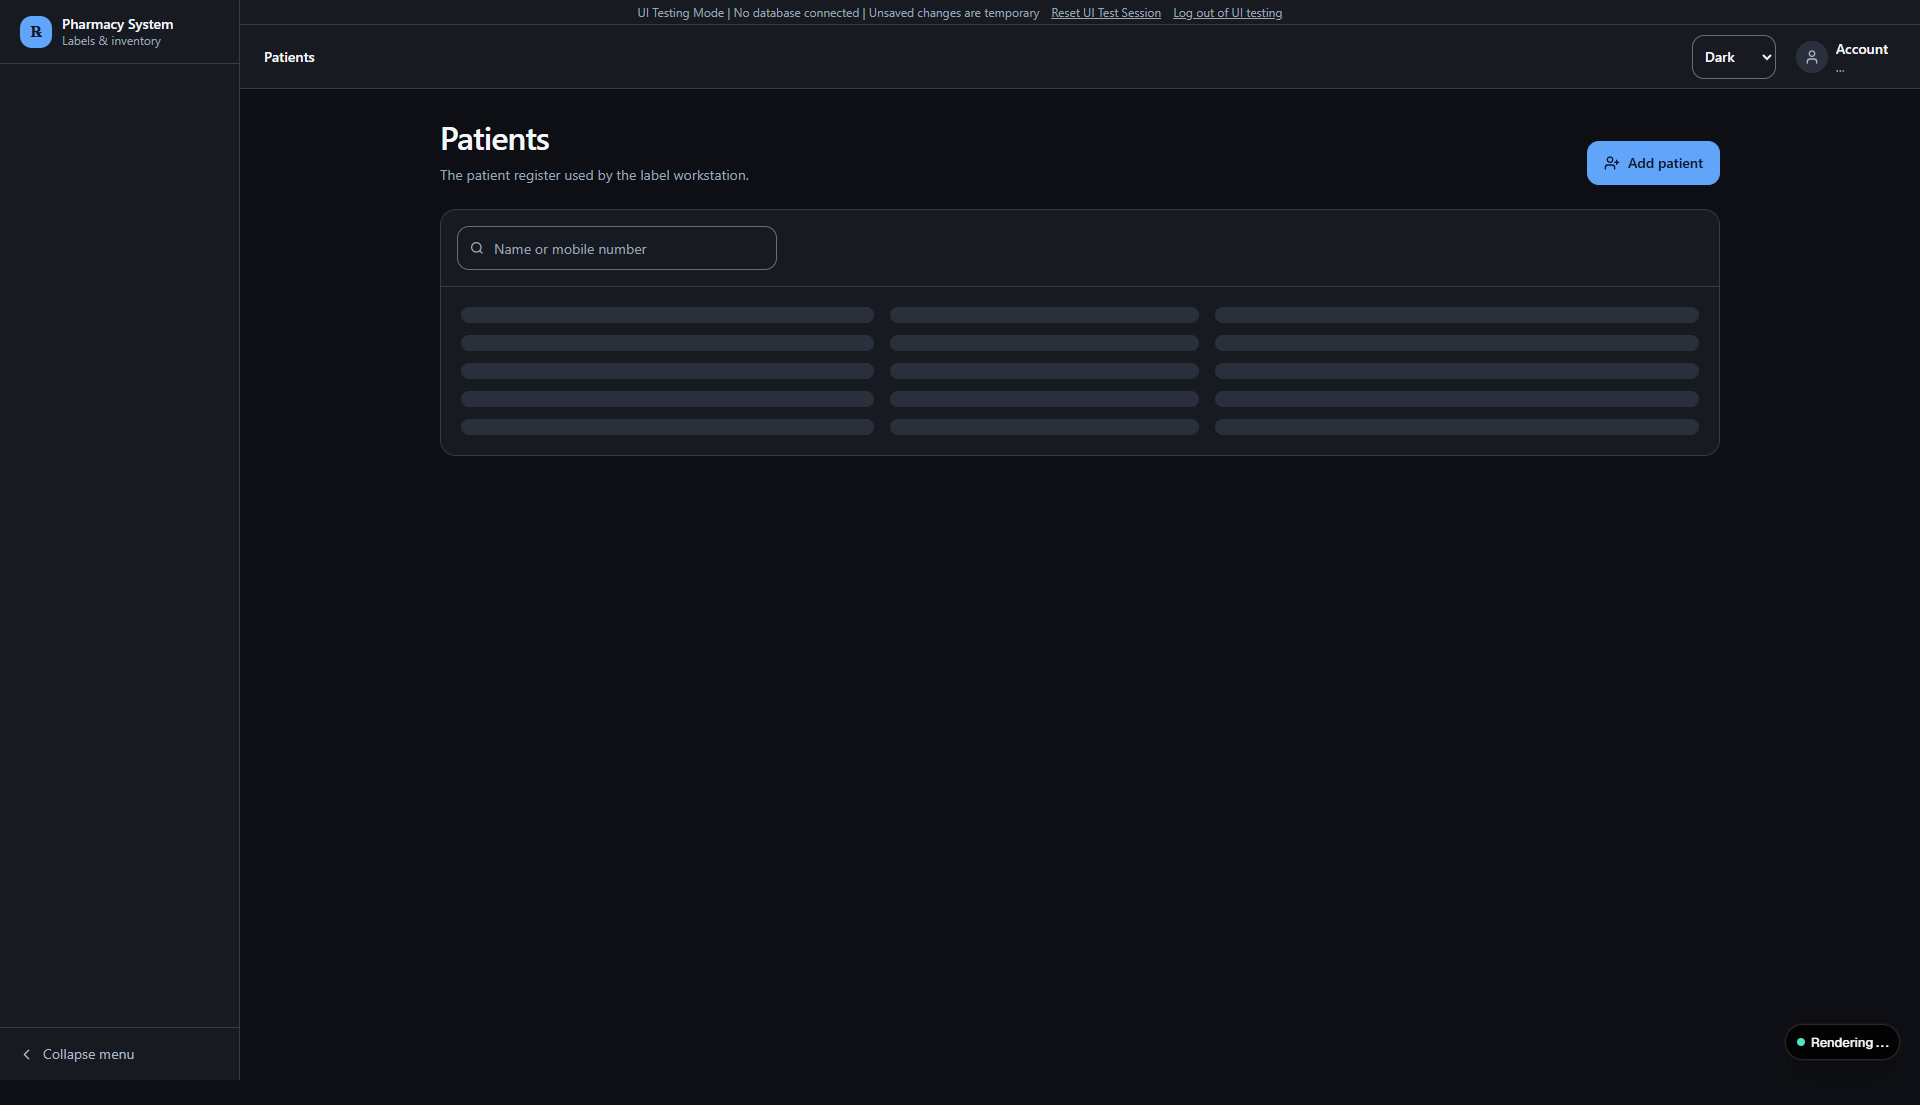 ℞
Pharmacy System
Labels & inventory
UI Testing Mode | No database connected | Unsaved changes are temporary Reset UI Test Session Log out of UI testing
Patients
Dark
Account
...
Patients
The patient register used by the label workstation.
Add patient
Name or mobile number
Collapse menu
Rendering ...